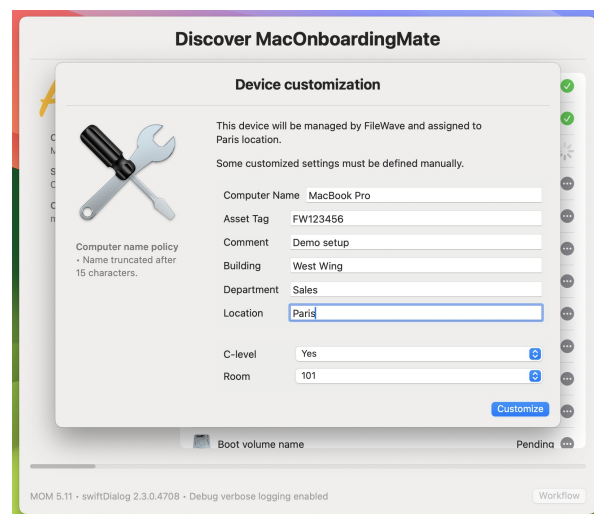 Discover MacOnboardingMate
Device customization
This device will be managed by FileWave and assigned to
Paris location.
Some customized settings must be defined manually.
Computer Name MacBook Pro
Asset Tag FW123456
Comment Demo setup
Building West Wing
Department Sales
Location Paris
C-level Yes
Room 101
Computer name policy
• Name truncated after
15 characters.
Customize
Boot volume name Pending
MOM 5.11 • swiftDialog 2.3.0.4708 • Debug verbose logging enabled
Workflow